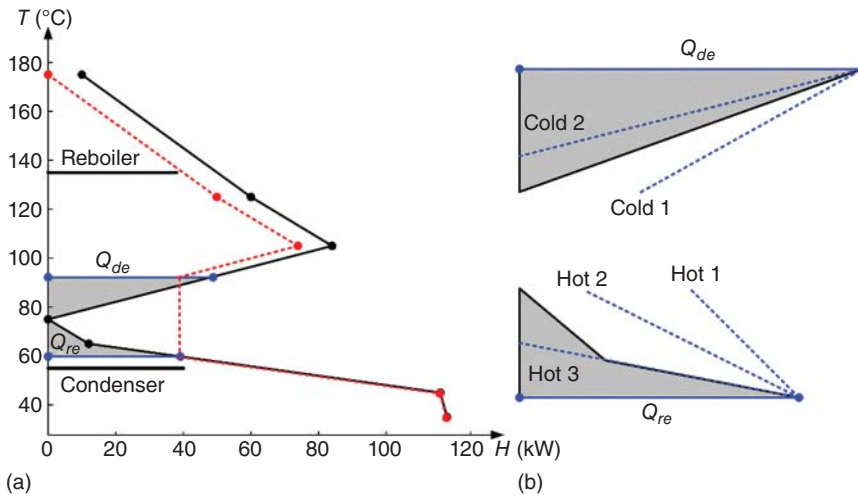 T (°C)
180
160
140
120
100
80
60
40
Reboiler
Q_de
Q_re
Condenser
0
20
40
60
80
100
120
H (kW)
(a)
Q_de
Cold 2
Cold 1
Hot 2
Hot 1
Hot 3
Q_re
(b)